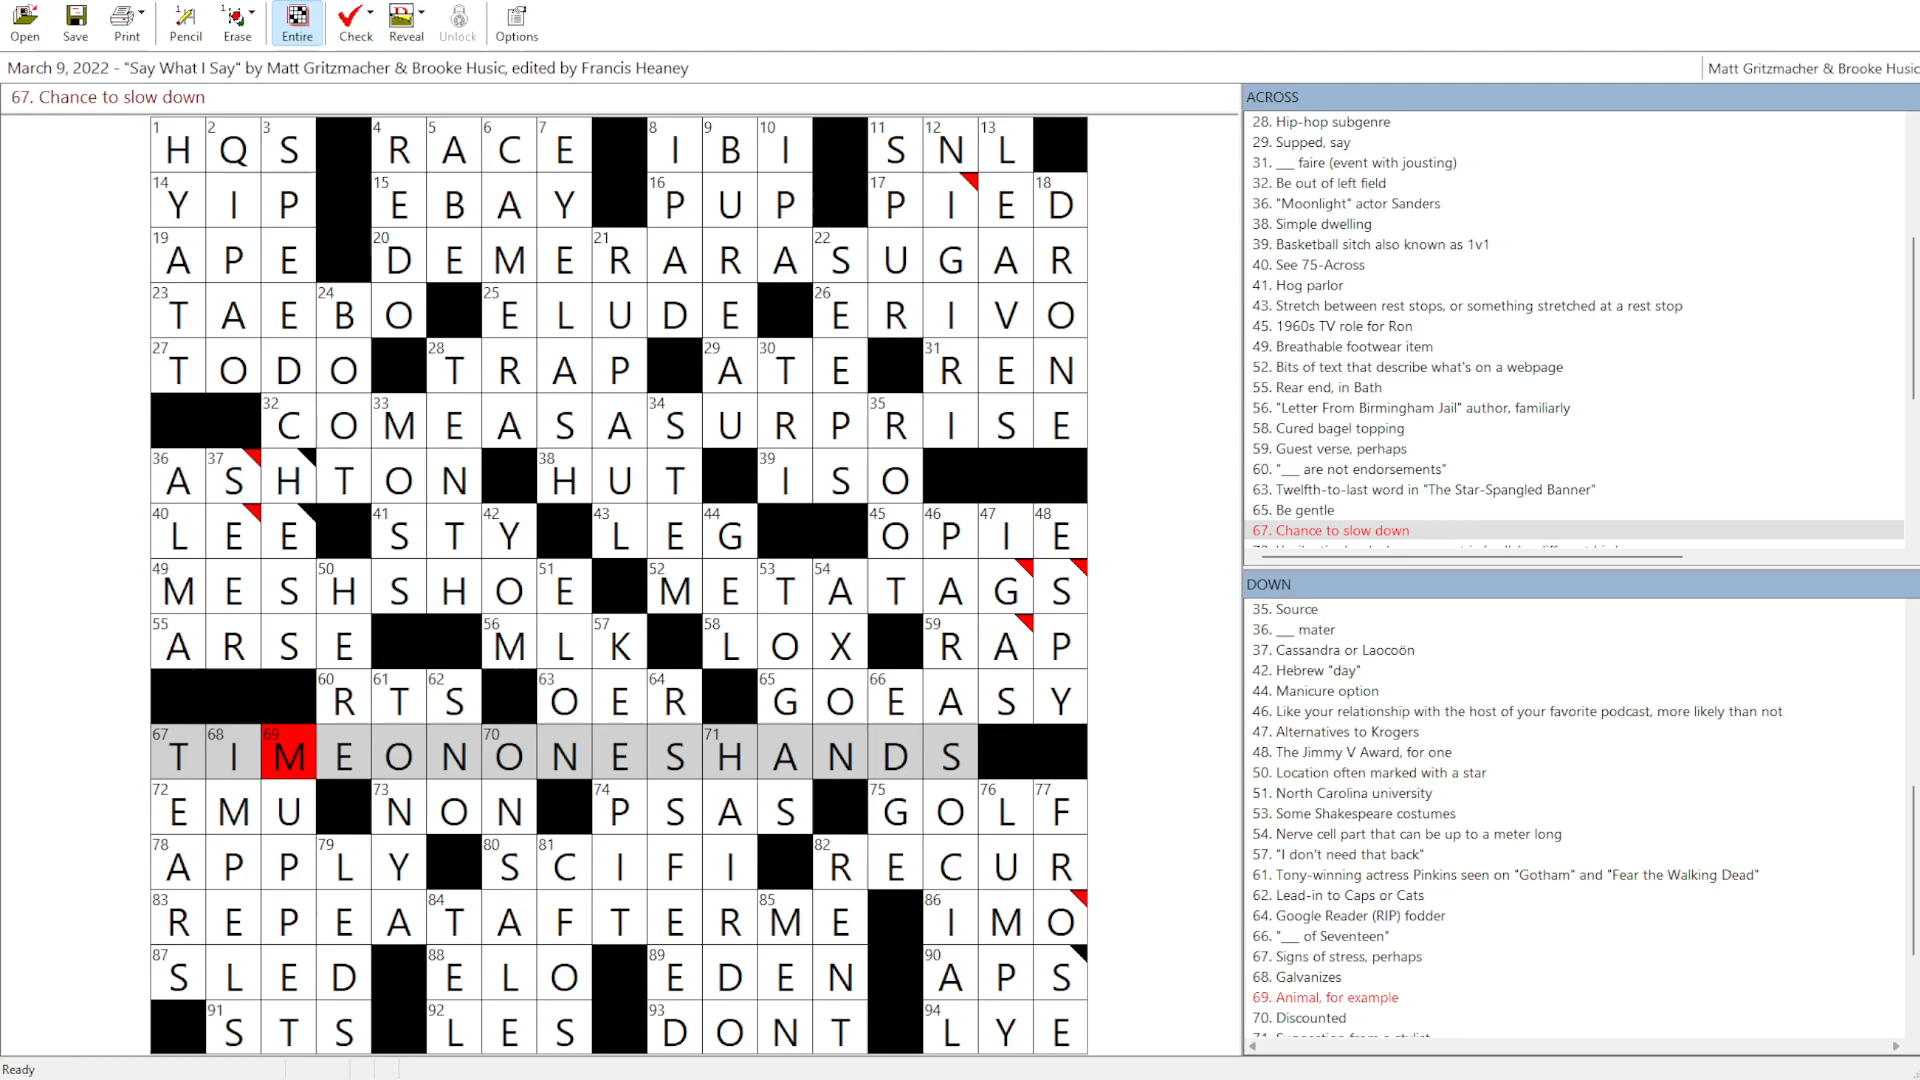 Open Save Print Pencil Erase Entire Check Reveal Unlock Options
March 9, 2022 - "Say What I Say" by Matt Gritzmacher & Brooke Husic, edited by Francis Heaney
Matt Gritzmacher & Brooke Husic
67. Chance to slow down
1 H 2 Q 3 S 4 R 5 A 6 C 7 E 8 I 9 B 10 I 11 S 12 N 13 L
14 Y I P 15 E B A Y 16 P U P 17 P I E 18 D
19 A P E 20 D E M E 21 R A R A 22 S U G A R
23 T A E 24 B O 25 E L U D E 26 E R I V O
27 T O D O 28 T R A P 29 A 30 T E 31 R E N
32 C O 33 M E A S A 34 S U R P 35 R I S E
36 A 37 S H T O N 38 H U T 39 I S O
40 L E E 41 S T 42 Y 43 L E 44 G 45 O 46 P 47 I 48 E
49 M E S 50 H S H O 51 E 52 M E 53 T 54 A T A G S
55 A R S E 56 M L 57 K 58 L O X 59 R A P
60 R 61 T 62 S 63 O E 64 R 65 G O 66 E A S Y
67 T 68 I 69 M E O N 70 O N E S 71 H A N D S
72 E M U 73 N O N 74 P S A S 75 G O 76 L 77 F
78 A P P 79 L Y 80 S 81 C I F I 82 R E C U R
83 R E P E A 84 T A F T E R 85 M E 86 I M O
87 S L E D 88 E L O 89 E D E N 90 A P S
91 S T S 92 L E S 93 D O N T 94 L Y E
ACROSS
28. Hip-hop subgenre
29. Supped, say
31. ___ faire (event with jousting)
32. Be out of left field
36. "Moonlight" actor Sanders
38. Simple dwelling
39. Basketball sitch also known as 1v1
40. See 75-Across
41. Hog parlor
43. Stretch between rest stops, or something stretched at a rest stop
45. 1960s TV role for Ron
49. Breathable footwear item
52. Bits of text that describe what's on a webpage
55. Rear end, in Bath
56. "Letter From Birmingham Jail" author, familiarly
58. Cured bagel topping
59. Guest verse, perhaps
60. "___ are not endorsements"
63. Twelfth-to-last word in "The Star-Spangled Banner"
65. Be gentle
67. Chance to slow down
DOWN
35. Source
36. ___ mater
37. Cassandra or Laocoön
42. Hebrew "day"
44. Manicure option
46. Like your relationship with the host of your favorite podcast, more likely than not
47. Alternatives to Krogers
48. The Jimmy V Award, for one
50. Location often marked with a star
51. North Carolina university
53. Some Shakespeare costumes
54. Nerve cell part that can be up to a meter long
57. "I don't need that back"
61. Tony-winning actress Pinkins seen on "Gotham" and "Fear the Walking Dead"
62. Lead-in to Caps or Cats
64. Google Reader (RIP) fodder
66. "___ of Seventeen"
67. Signs of stress, perhaps
68. Galvanizes
69. Animal, for example
70. Discounted
Ready